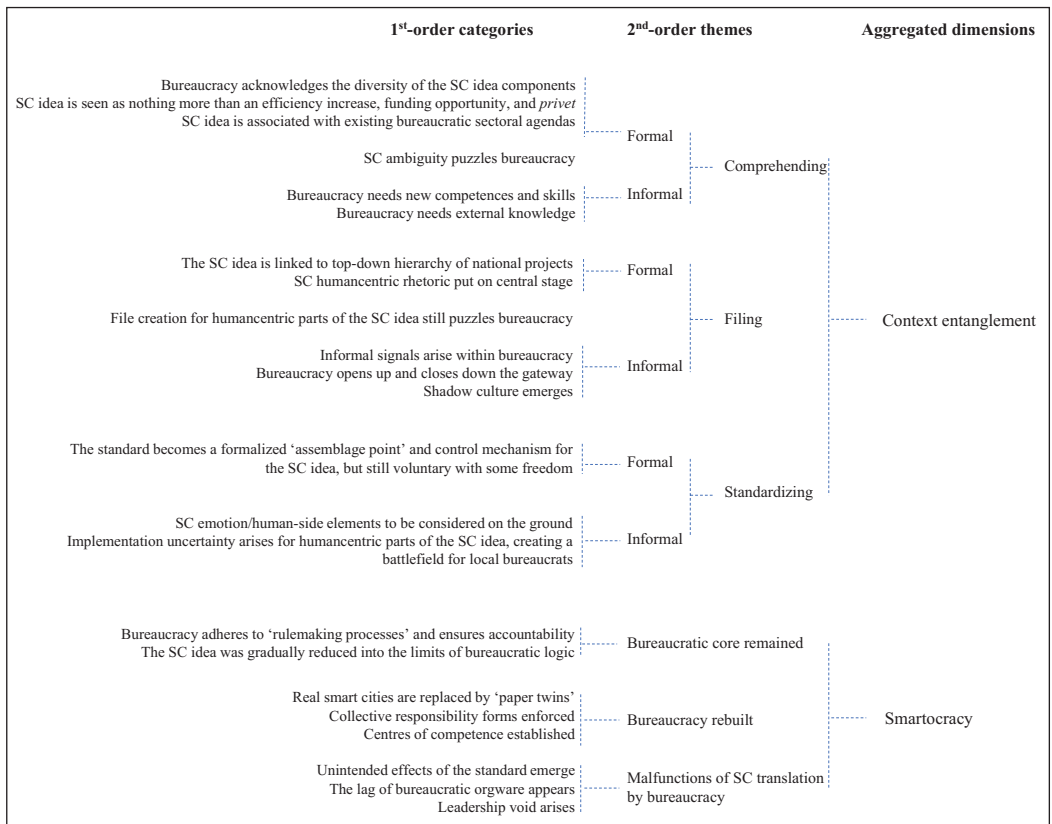 1st-order categories 2nd-order themes Aggregated dimensions
Bureaucracy acknowledges the diversity of the SC idea components
SC idea is seen as nothing more than an efficiency increase, funding opportunity, and privet
SC idea is associated with existing bureaucratic sectoral agendas
Formal
SC ambiguity puzzles bureaucracy
Comprehending
Bureaucracy needs new competences and skills
Bureaucracy needs external knowledge
Informal
The SC idea is linked to top-down hierarchy of national projects
SC humancentric rhetoric put on central stage
Formal
File creation for humancentric parts of the SC idea still puzzles bureaucracy
Filing
Context entanglement
Informal signals arise within bureaucracy
Bureaucracy opens up and closes down the gateway
Shadow culture emerges
Informal
The standard becomes a formalized ‘assemblage point’ and control mechanism for
the SC idea, but still voluntary with some freedom
Formal
Standardizing
SC emotion/human-side elements to be considered on the ground
Implementation uncertainty arises for humancentric parts of the SC idea, creating a
battlefield for local bureaucrats
Informal
Bureaucracy adheres to ‘rulemaking processes’ and ensures accountability
The SC idea was gradually reduced into the limits of bureaucratic logic
Bureaucratic core remained
Real smart cities are replaced by ‘paper twins’
Collective responsibility forms enforced
Centres of competence established
Bureaucracy rebuilt
Smartocracy
Unintended effects of the standard emerge
The lag of bureaucratic orgware appears
Leadership void arises
Malfunctions of SC translation
by bureaucracy